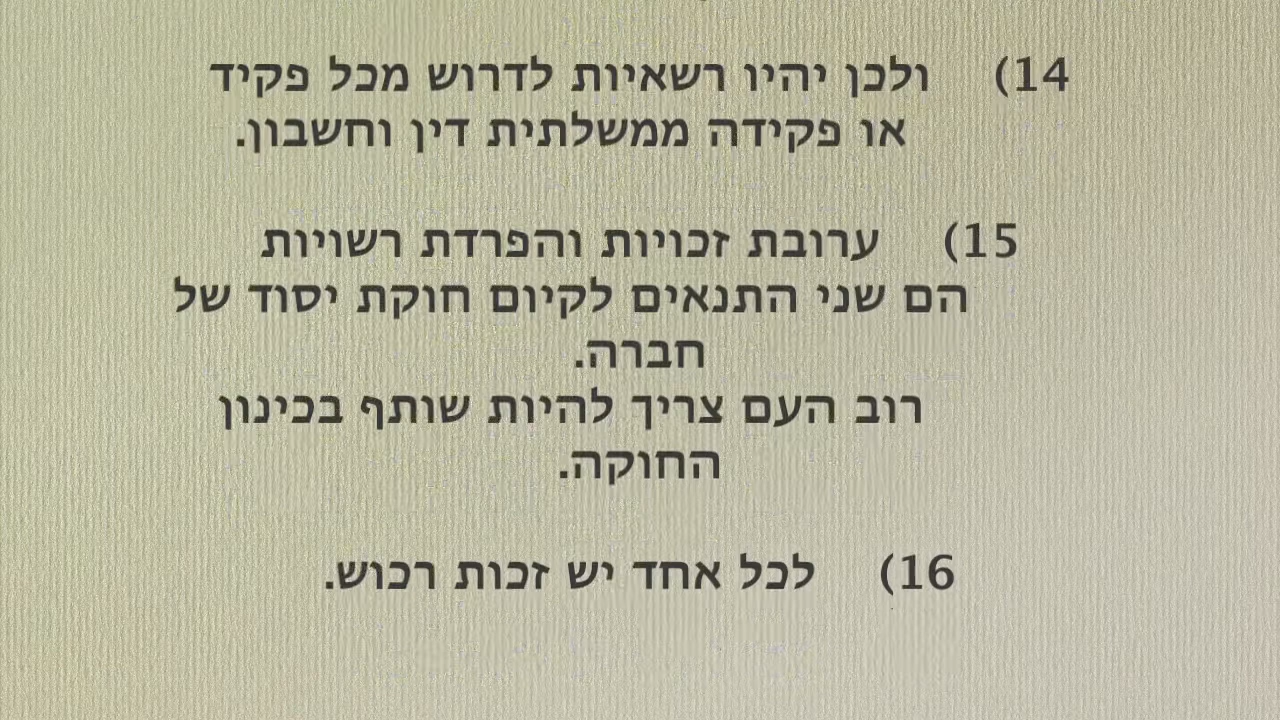 14) ולכן יהיו רשאיות לדרוש מכל פקיד
או פקידה ממשלתית דין וחשבון.
15) ערובת זכויות והפרדת רשויות
הם שני התנאים לקיום חוקת יסוד של
חברה.
רוב העם צריך להיות שותף בכינון
החוקה.
16) לכל אחד יש זכות רכוש.